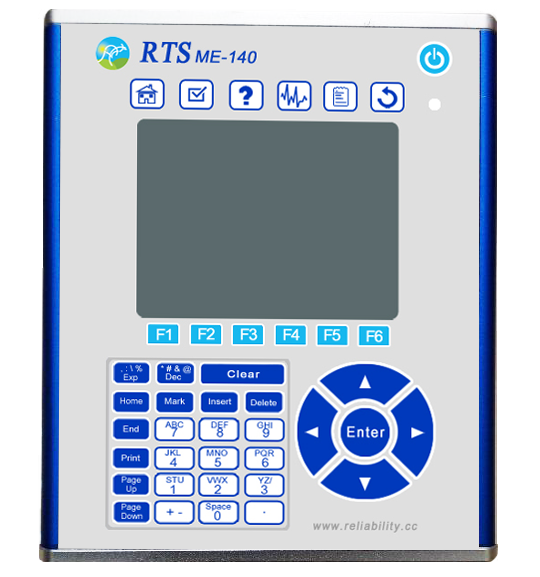 RTS ME-140
?
F1 F2 F3 F4 F5 F6
. : \ %
Exp
* # & @
Dec
Clear
Home Mark Insert Delete
End
ABC
7
DEF
8
GHI
9
Print
JKL
4
MNO
5
PQR
6
Page
Up
STU
1
VWX
2
YZ/
3
Page
Down
+ -
Space
0
.
Enter
www.reliability.cc